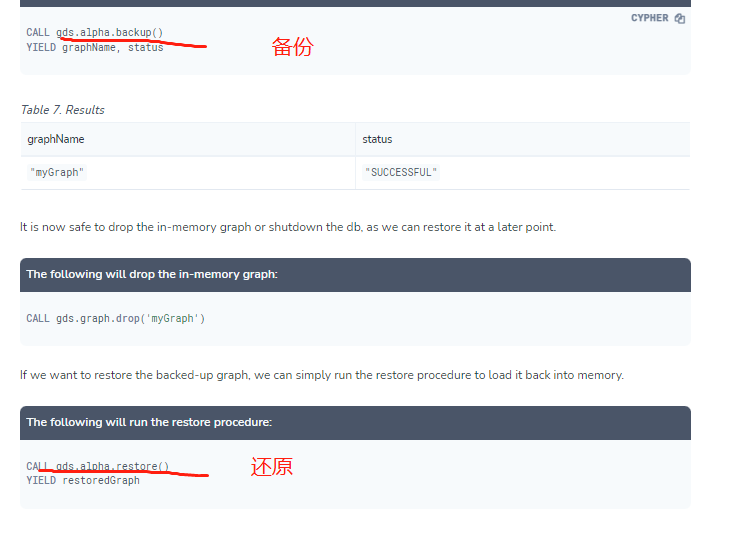 CYPHER
CALL gds.alpha.backup()
YIELD graphName, status
备份
Table 7. Results
graphName status
"myGraph" "SUCCESSFUL"
It is now safe to drop the in-memory graph or shutdown the db, as we can restore it at a later point.
The following will drop the in-memory graph:
CALL gds.graph.drop('myGraph')
If we want to restore the backed-up graph, we can simply run the restore procedure to load it back into memory.
The following will run the restore procedure:
CALL gds.alpha.restore()
YIELD restoredGraph
还原